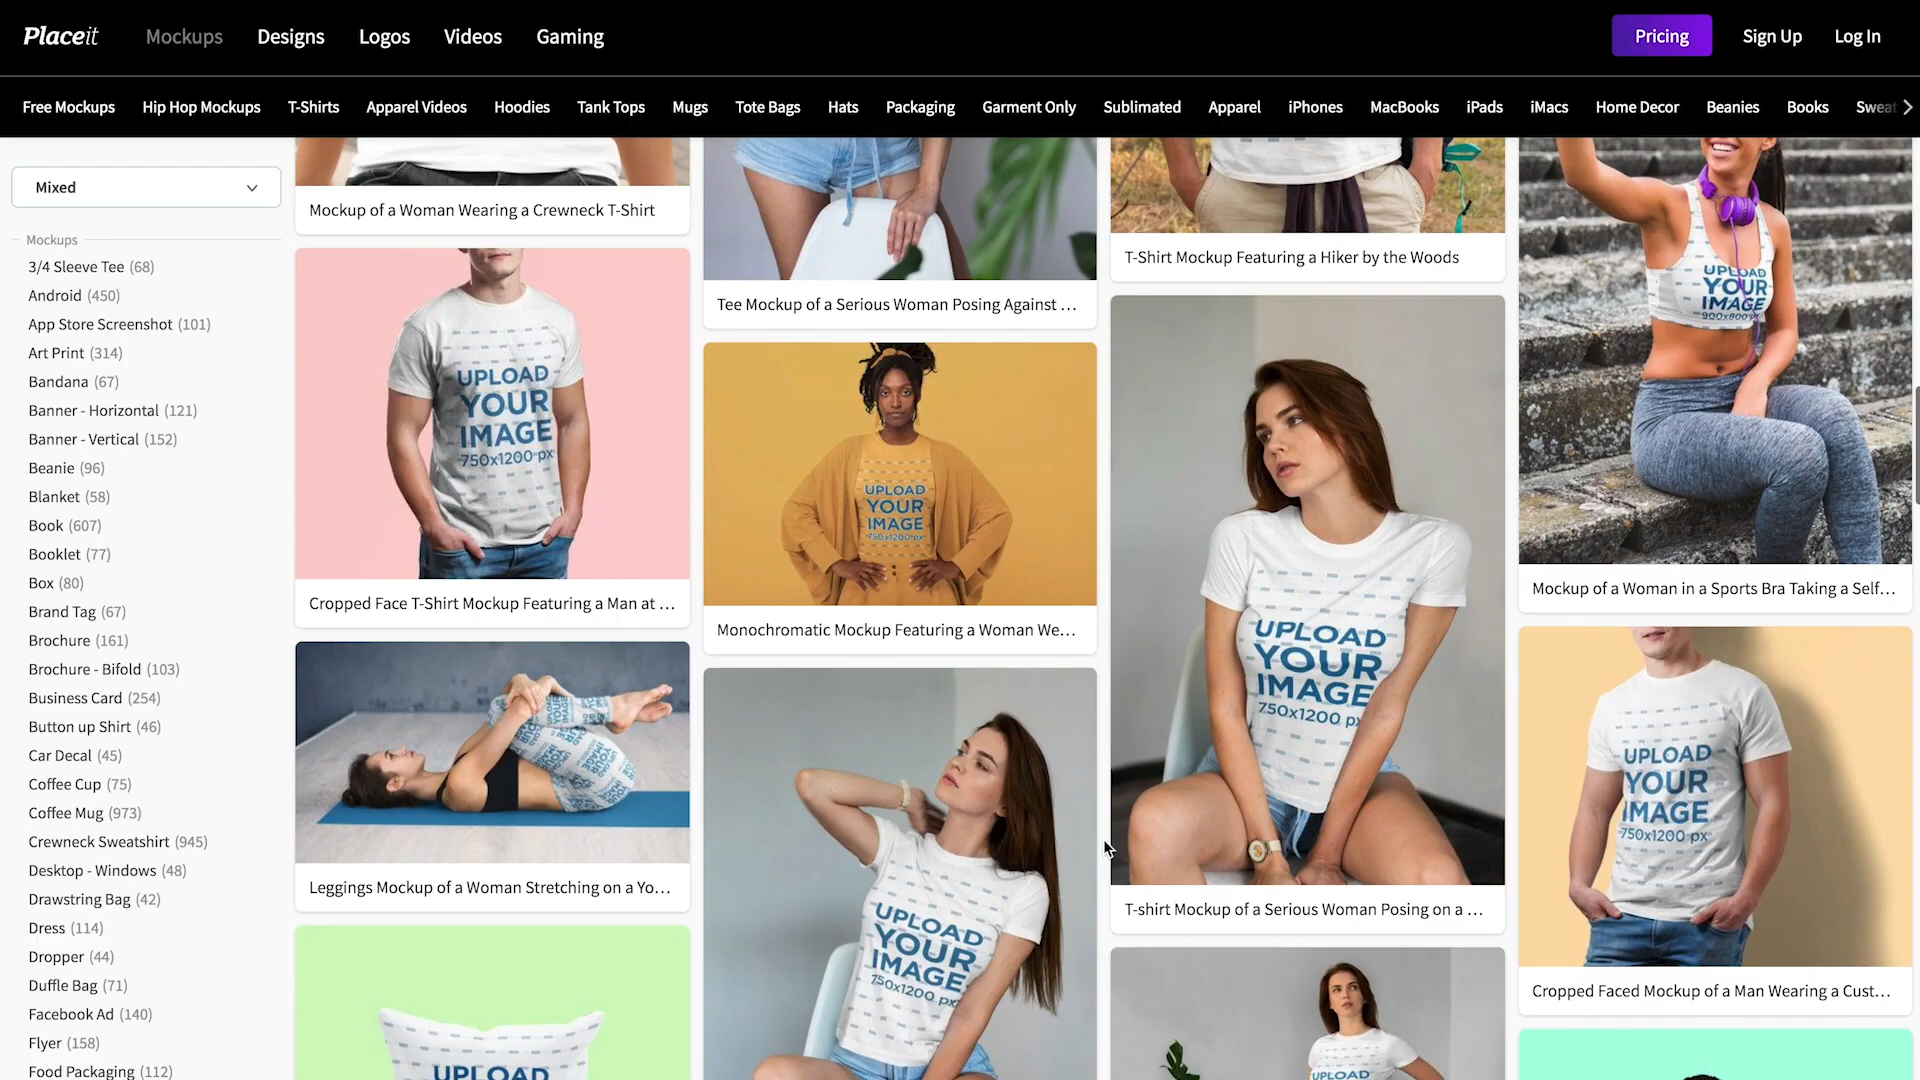 Placeit
Mockups
Designs
Logos
Videos
Gaming
Pricing
Sign Up
Log In
Free Mockups
Hip Hop Mockups
T-Shirts
Apparel Videos
Hoodies
Tank Tops
Mugs
Tote Bags
Hats
Packaging
Garment Only
Sublimated
Apparel
iPhones
MacBooks
iPads
iMacs
Home Decor
Beanies
Books
Sweat
Mixed
Mockups
3/4 Sleeve Tee (68)
Android (450)
App Store Screenshot (101)
Art Print (314)
Bandana (67)
Banner - Horizontal (121)
Banner - Vertical (152)
Beanie (96)
Blanket (58)
Book (607)
Booklet (77)
Box (80)
Brand Tag (67)
Brochure (161)
Brochure - Bifold (103)
Business Card (254)
Button up Shirt (46)
Car Decal (45)
Coffee Cup (75)
Coffee Mug (973)
Crewneck Sweatshirt (945)
Desktop - Windows (48)
Drawstring Bag (42)
Dress (114)
Dropper (44)
Duffle Bag (71)
Facebook Ad (140)
Flyer (158)
Food Packaging (112)
Mockup of a Woman Wearing a Crewneck T-Shirt
UPLOAD
YOUR
IMAGE
750x1200 px
Cropped Face T-Shirt Mockup Featuring a Man at ...
Leggings Mockup of a Woman Stretching on a Yo...
UPLOAD
Tee Mockup of a Serious Woman Posing Against ...
UPLOAD
YOUR
IMAGE
750x1200 px
Monochromatic Mockup Featuring a Woman We...
UPLOAD
YOUR
IMAGE
750x1200 px
T-Shirt Mockup Featuring a Hiker by the Woods
UPLOAD
YOUR
IMAGE
750x1200 px
T-shirt Mockup of a Serious Woman Posing on a ...
UPLOAD
UPLOAD
YOUR
IMAGE
900x800 px
Mockup of a Woman in a Sports Bra Taking a Self...
UPLOAD
YOUR
IMAGE
750x1200 px
Cropped Faced Mockup of a Man Wearing a Cust...